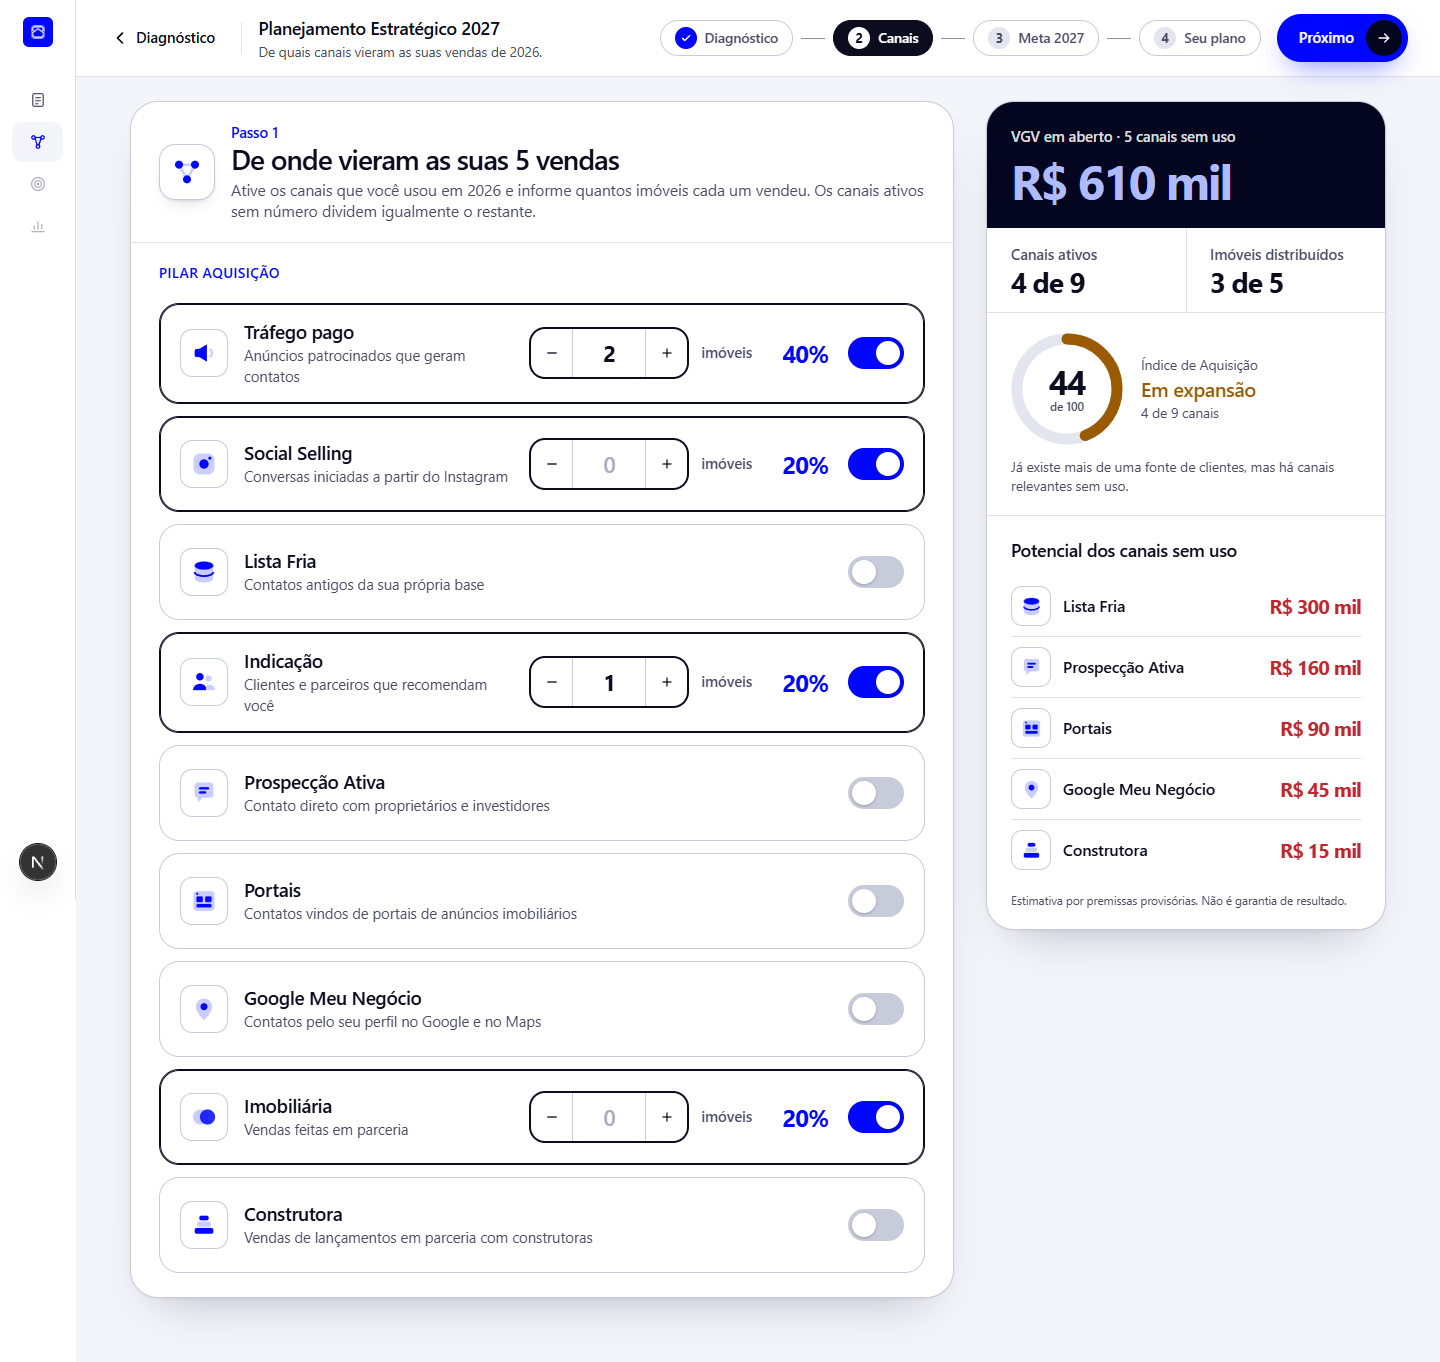 Diagnóstico
Planejamento Estratégico 2027
De quais canais vieram as suas vendas de 2026.
Diagnóstico
2 Canais
3 Meta 2027
4 Seu plano
Próximo
Passo 1
De onde vieram as suas 5 vendas
Ative os canais que você usou em 2026 e informe quantos imóveis cada um vendeu. Os canais ativos
sem número dividem igualmente o restante.
PILAR AQUISIÇÃO
Tráfego pago
Anúncios patrocinados que geram
contatos
− 2 + imóveis 40%
Social Selling
Conversas iniciadas a partir do Instagram
− 0 + imóveis 20%
Lista Fria
Contatos antigos da sua própria base
Indicação
Clientes e parceiros que recomendam
você
− 1 + imóveis 20%
Prospecção Ativa
Contato direto com proprietários e investidores
Portais
Contatos vindos de portais de anúncios imobiliários
Google Meu Negócio
Contatos pelo seu perfil no Google e no Maps
Imobiliária
Vendas feitas em parceria
− 0 + imóveis 20%
Construtora
Vendas de lançamentos em parceria com construtoras
VGV em aberto · 5 canais sem uso
R$ 610 mil
Canais ativos
4 de 9
Imóveis distribuídos
3 de 5
44
de 100
Índice de Aquisição
Em expansão
4 de 9 canais
Já existe mais de uma fonte de clientes, mas há canais
relevantes sem uso.
Potencial dos canais sem uso
Lista Fria R$ 300 mil
Prospecção Ativa R$ 160 mil
Portais R$ 90 mil
Google Meu Negócio R$ 45 mil
Construtora R$ 15 mil
Estimativa por premissas provisórias. Não é garantia de resultado.
N